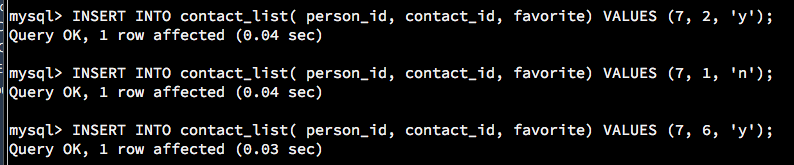 mysql> INSERT INTO contact_list( person_id, contact_id, favorite) VALUES (7, 2, 'y');
Query OK, 1 row affected (0.04 sec)
mysql> INSERT INTO contact_list( person_id, contact_id, favorite) VALUES (7, 1, 'n');
Query OK, 1 row affected (0.04 sec)
mysql> INSERT INTO contact_list( person_id, contact_id, favorite) VALUES (7, 6, 'y');
Query OK, 1 row affected (0.03 sec)